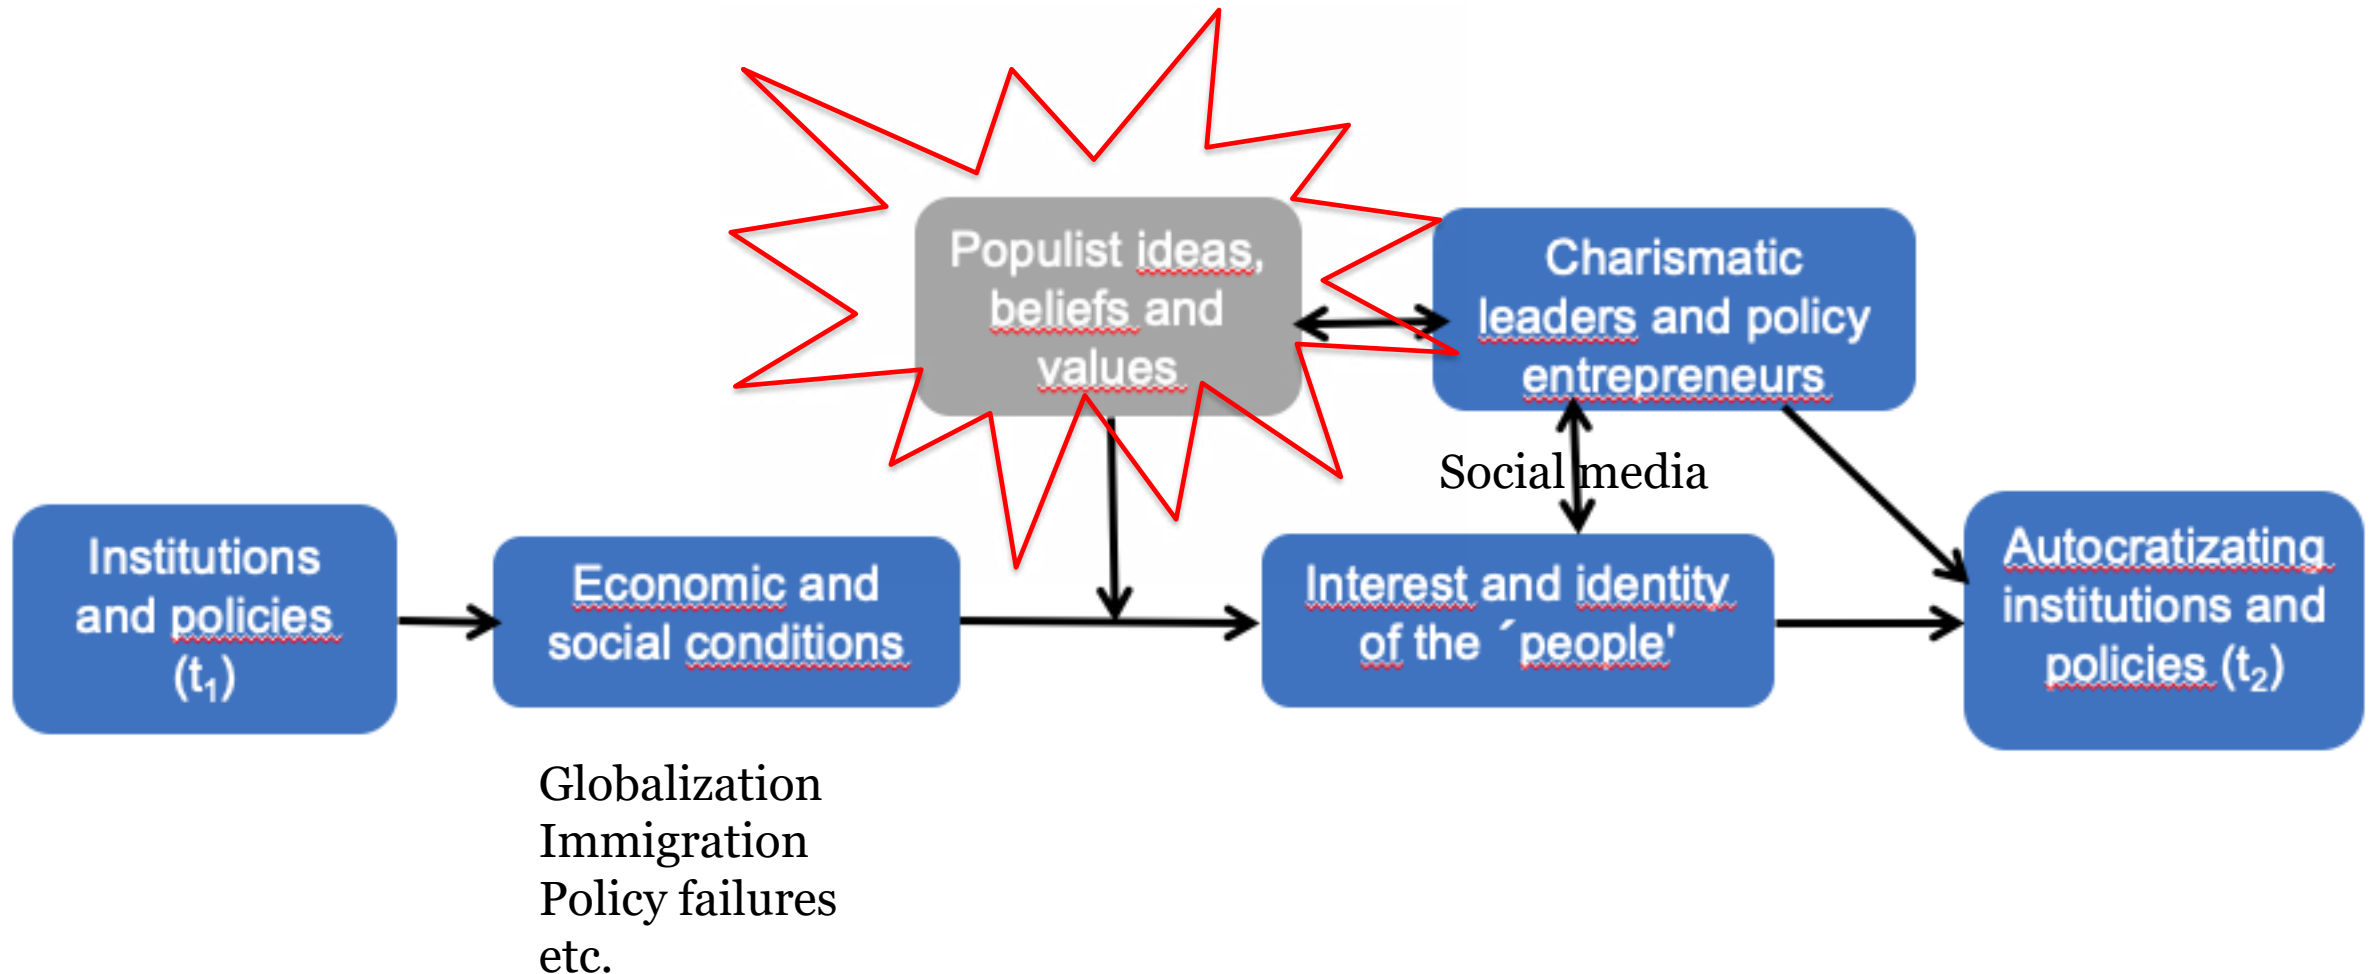 Populist ideas,
beliefs and
values
Charismatic
leaders and policy
entrepreneurs
Social media
Institutions
and policies
(t₁)
Economic and
social conditions
Interest and identity
of the ´people'
Autocratizating
institutions and
policies (t₂)
Globalization
Immigration
Policy failures
etc.